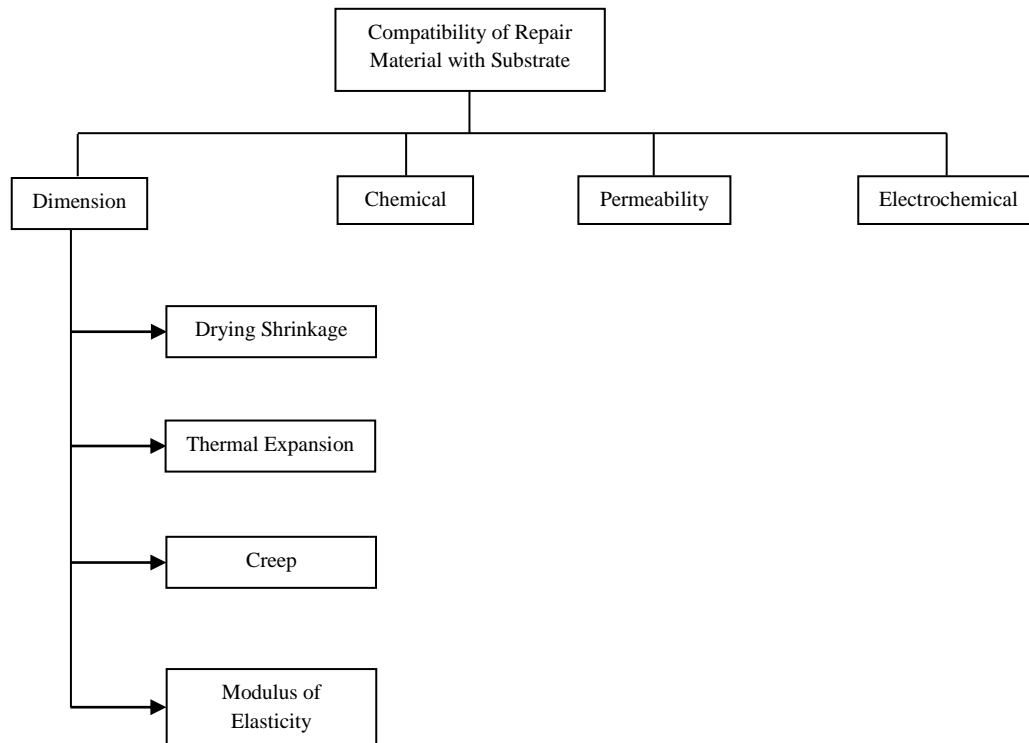 Compatibility of Repair
Material with Substrate
Dimension
Chemical
Permeability
Electrochemical
Drying Shrinkage
Thermal Expansion
Creep
Modulus of
Elasticity